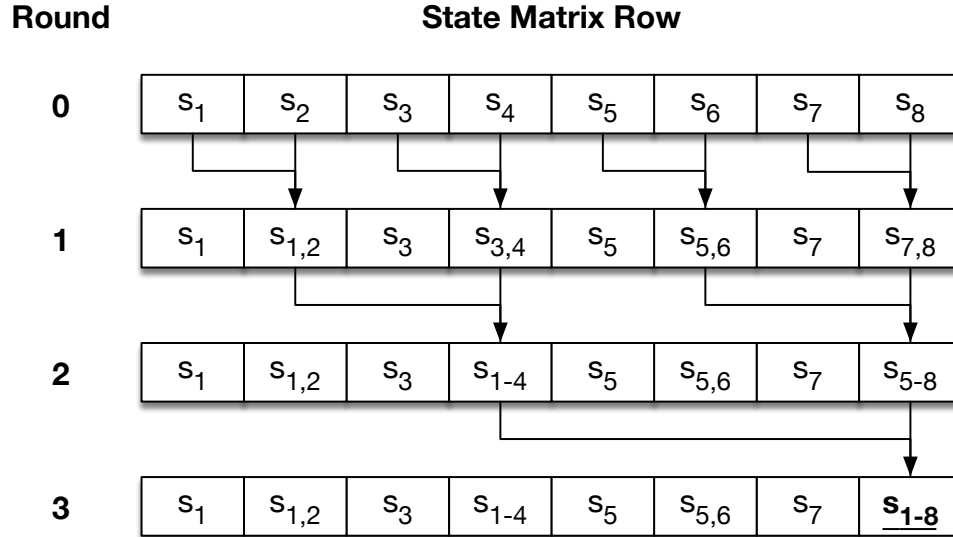 Round State Matrix Row
0 s1 s2 s3 s4 s5 s6 s7 s8
1 s1 s1,2 s3 s3,4 s5 s5,6 s7 s7,8
2 s1 s1,2 s3 s1-4 s5 s5,6 s7 s5-8
3 s1 s1,2 s3 s1-4 s5 s5,6 s7 s1-8